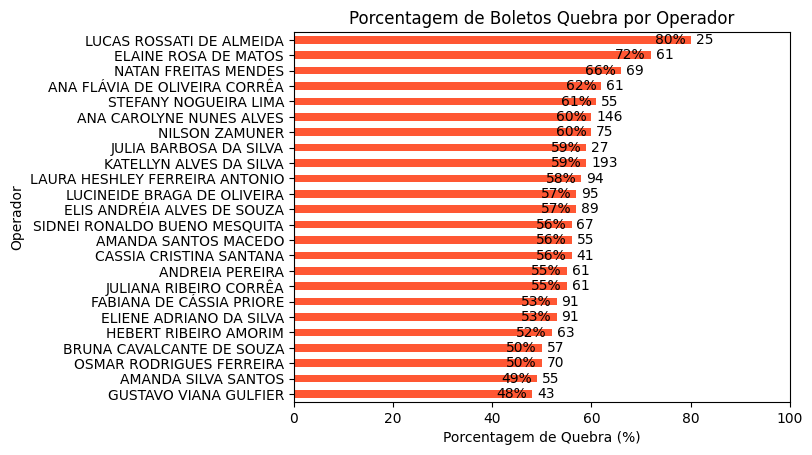 Porcentagem de Boletos Quebra por Operador
LUCAS ROSSATI DE ALMEIDA 80% 25
ELAINE ROSA DE MATOS 72% 61
NATAN FREITAS MENDES 66% 69
ANA FLÁVIA DE OLIVEIRA CORRÊA 62% 61
STEFANY NOGUEIRA LIMA 61% 55
ANA CAROLYNE NUNES ALVES 60% 146
NILSON ZAMUNER 60% 75
JULIA BARBOSA DA SILVA 59% 27
KATELLYN ALVES DA SILVA 59% 193
LAURA HESHLEY FERREIRA ANTONIO 58% 94
LUCINEIDE BRAGA DE OLIVEIRA 57% 95
ELIS ANDRÉIA ALVES DE SOUZA 57% 89
SIDNEI RONALDO BUENO MESQUITA 56% 67
AMANDA SANTOS MACEDO 56% 55
CASSIA CRISTINA SANTANA 56% 41
ANDREIA PEREIRA 55% 61
JULIANA RIBEIRO CORRÊA 55% 61
FABIANA DE CÁSSIA PRIORE 53% 91
ELIENE ADRIANO DA SILVA 53% 91
HEBERT RIBEIRO AMORIM 52% 63
BRUNA CAVALCANTE DE SOUZA 50% 57
OSMAR RODRIGUES FERREIRA 50% 70
AMANDA SILVA SANTOS 49% 55
GUSTAVO VIANA GULFIER 48% 43
Operador
0 20 40 60 80 100
Porcentagem de Quebra (%)